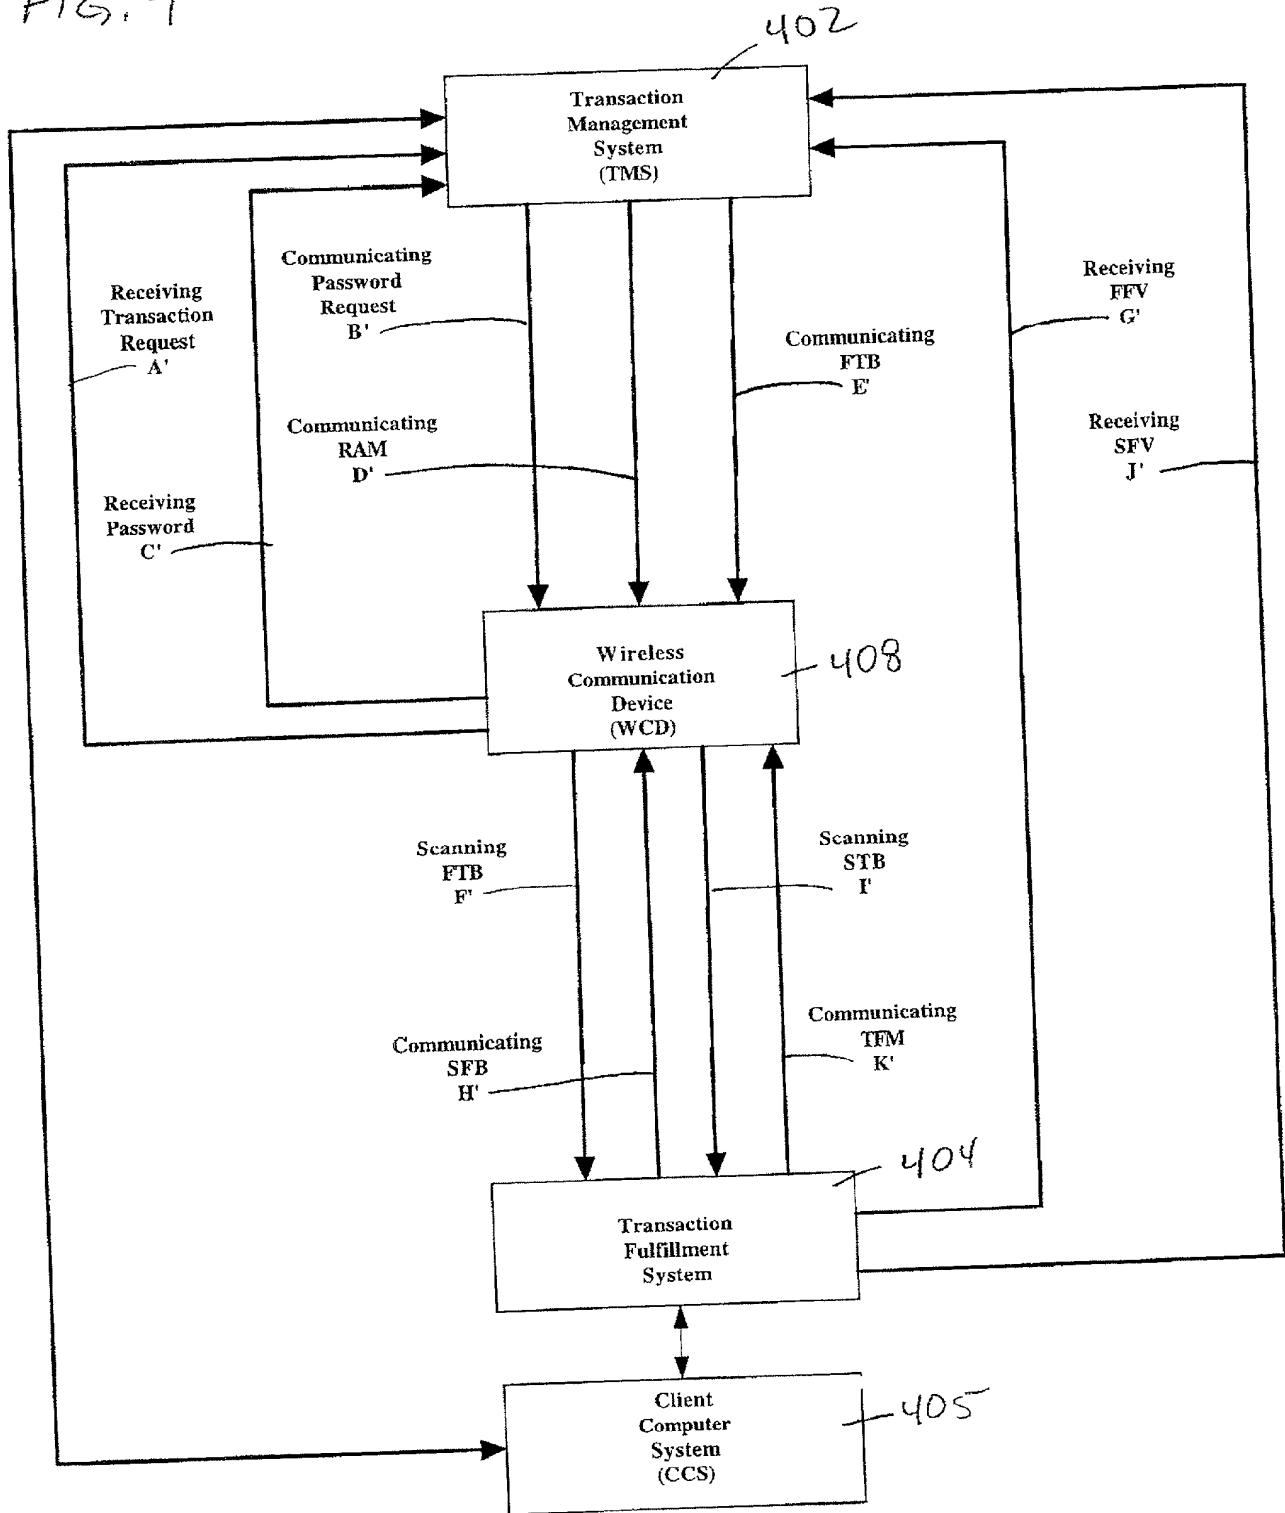 FIG. 4
402
Transaction
Management
System
(TMS)
Communicating
Password
Request
B'
Receiving
Transaction
Request
A'
Receiving
FFV
G'
Communicating
FTB
E'
Communicating
RAM
D'
Receiving
SFV
J'
Receiving
Password
C'
Wireless
Communication
Device
(WCD)
408
Scanning
FTB
F'
Scanning
STB
I'
Communicating
SFB
H'
Communicating
TFM
K'
404
Transaction
Fulfillment
System
Client
Computer
System
(CCS)
405